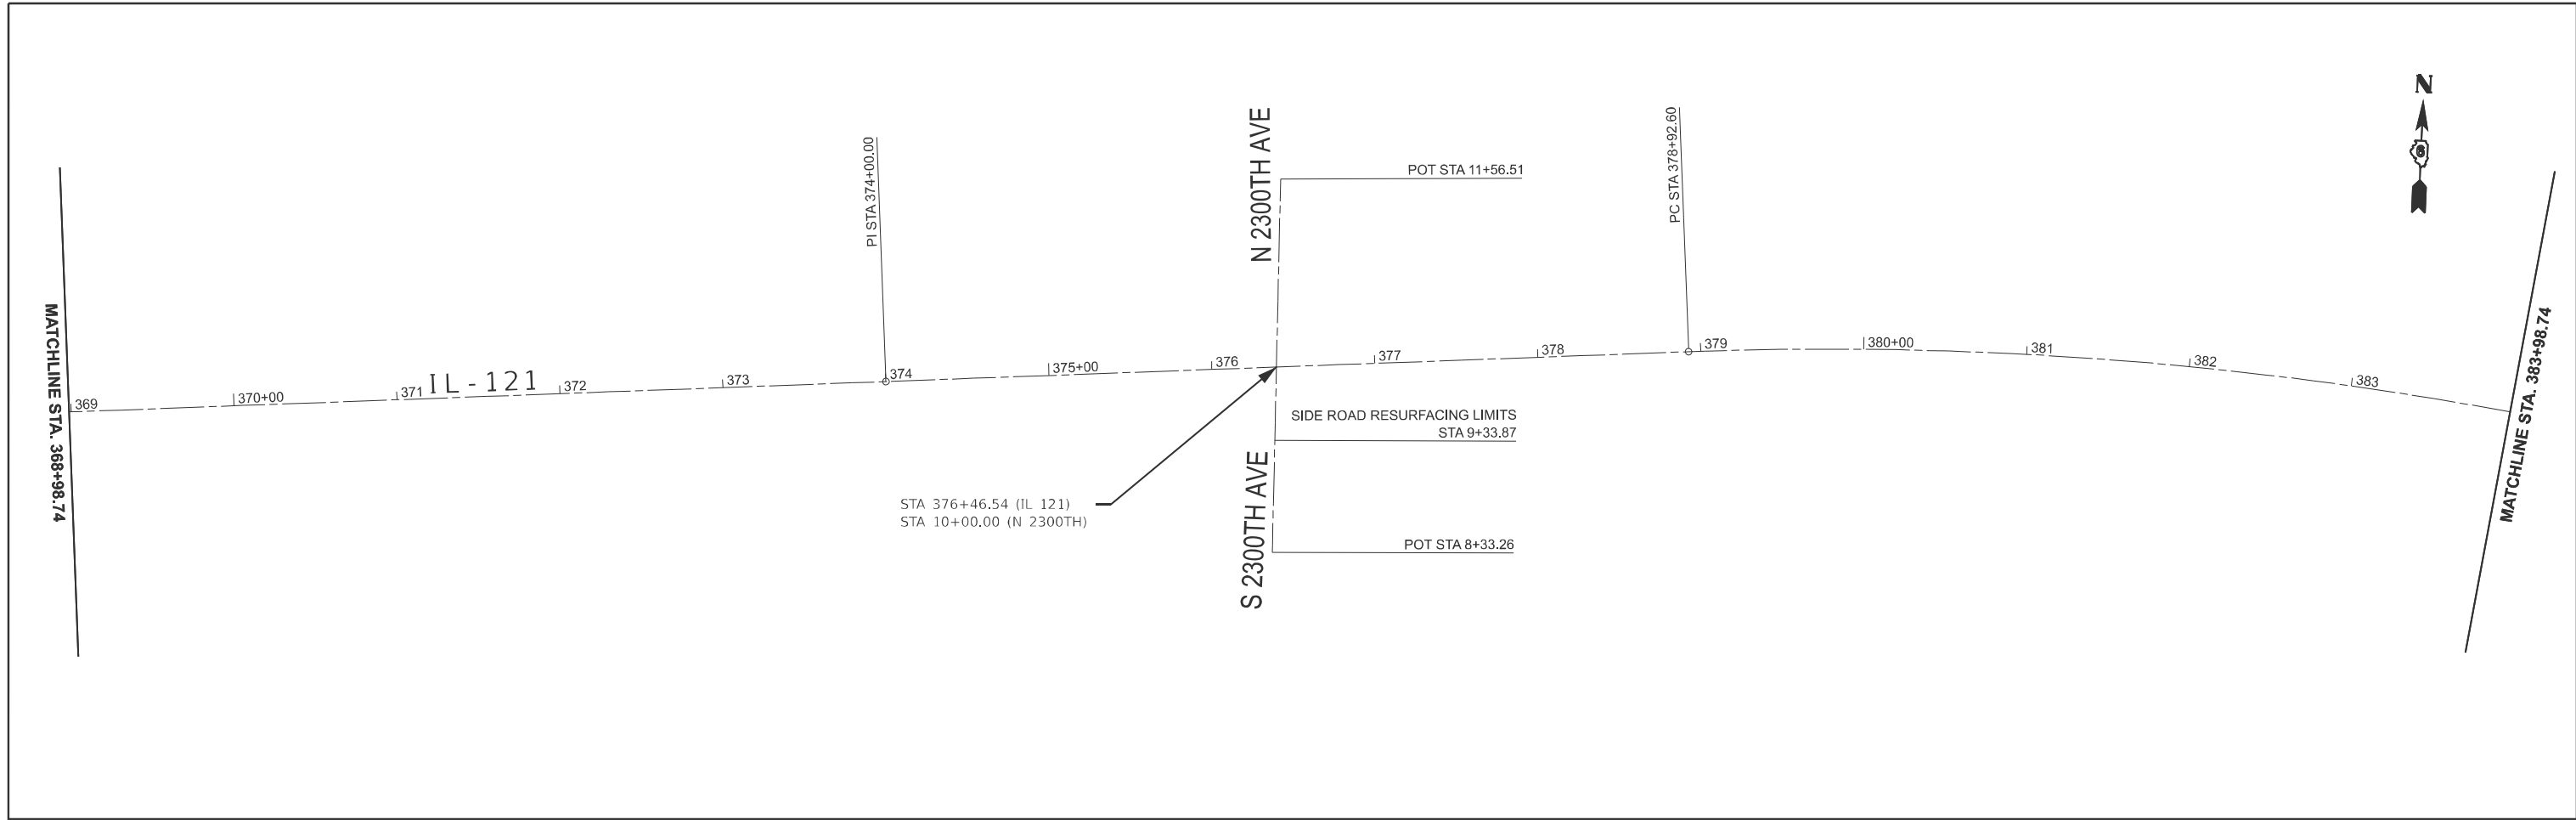 N
6
PI STA 374+00.00
N 2300TH AVE
POT STA 11+56.51
PC STA 378+92.60
MATCHLINE STA. 368+98.74
369
370+00
371
IL-121
372
373
374
375+00
376
377
378
379
380+00
381
382
383
MATCHLINE STA. 383+98.74
SIDE ROAD RESURFACING LIMITS
STA 9+33.87
STA 376+46.54 (IL 121)
STA 10+00.00 (N 2300TH)
S 2300TH AVE
POT STA 8+33.26